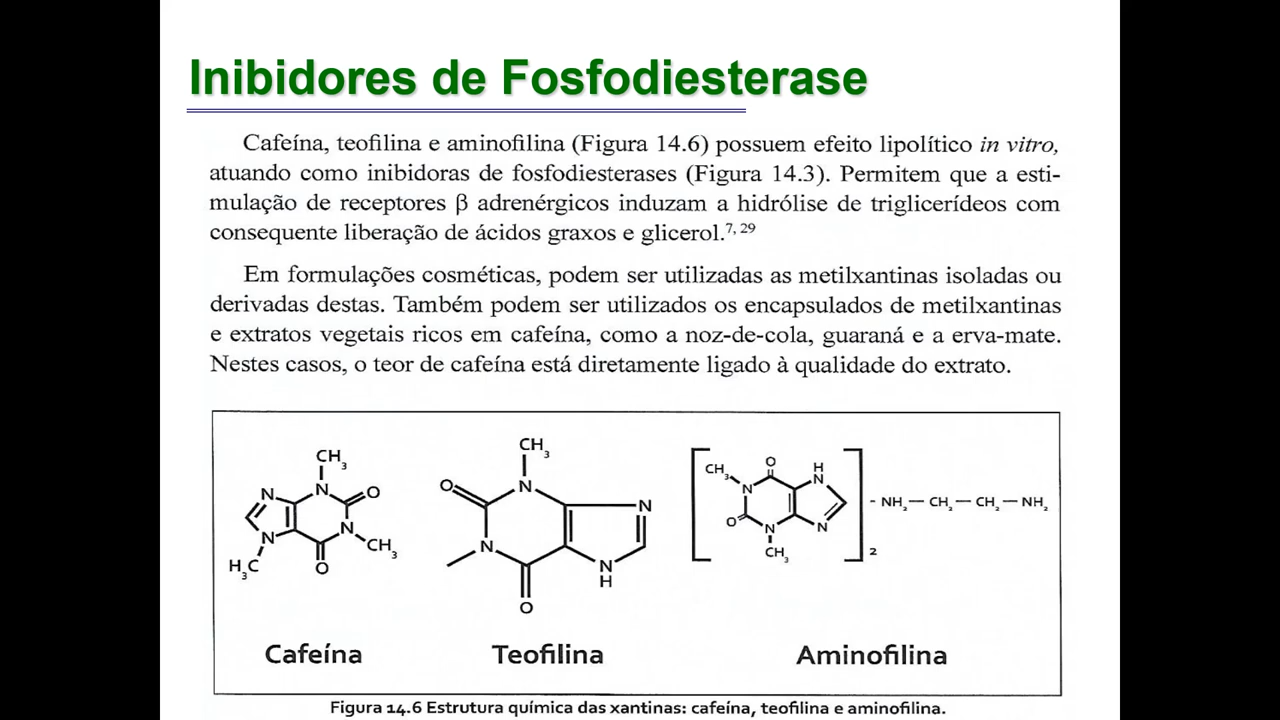 Inibidores de Fosfodiesterase
Cafeína, teofilina e aminofilina (Figura 14.6) possuem efeito lipolítico in vitro,
atuando como inibidoras de fosfodiesterases (Figura 14.3). Permitem que a esti-
mulação de receptores β adrenérgicos induzam a hidrólise de triglicerídeos com
consequente liberação de ácidos graxos e glicerol.7, 29
Em formulações cosméticas, podem ser utilizadas as metilxantinas isoladas ou
derivadas destas. Também podem ser utilizados os encapsulados de metilxantinas
e extratos vegetais ricos em cafeína, como a noz-de-cola, guaraná e a erva-mate.
Nestes casos, o teor de cafeína está diretamente ligado à qualidade do extrato.
CH3
N
N
O
N
N
CH3
H3C
O
CH3
O
N
N
N
N
H
O
CH3
O
H
N
N
O
N
N
CH3
2
- NH2 — CH2 — CH2 — NH2
Cafeína
Teofilina
Aminofilina
Figura 14.6 Estrutura química das xantinas: cafeína, teofilina e aminofilina.